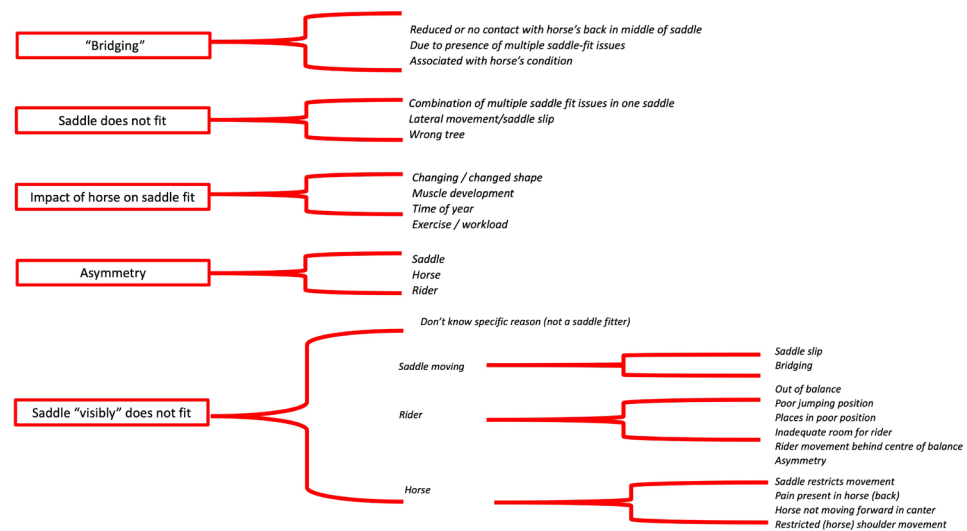 “Bridging”
Reduced or no contact with horse’s back in middle of saddle
Due to presence of multiple saddle-fit issues
Associated with horse’s condition
Saddle does not fit
Combination of multiple saddle fit issues in one saddle
Lateral movement/saddle slip
Wrong tree
Impact of horse on saddle fit
Changing / changed shape
Muscle development
Time of year
Exercise / workload
Asymmetry
Saddle
Horse
Rider
Saddle “visibly” does not fit
Don’t know specific reason (not a saddle fitter)
Saddle moving
Saddle slip
Bridging
Rider
Out of balance
Poor jumping position
Places in poor position
Inadequate room for rider
Rider movement behind centre of balance
Asymmetry
Horse
Saddle restricts movement
Pain present in horse (back)
Horse not moving forward in canter
Restricted (horse) shoulder movement